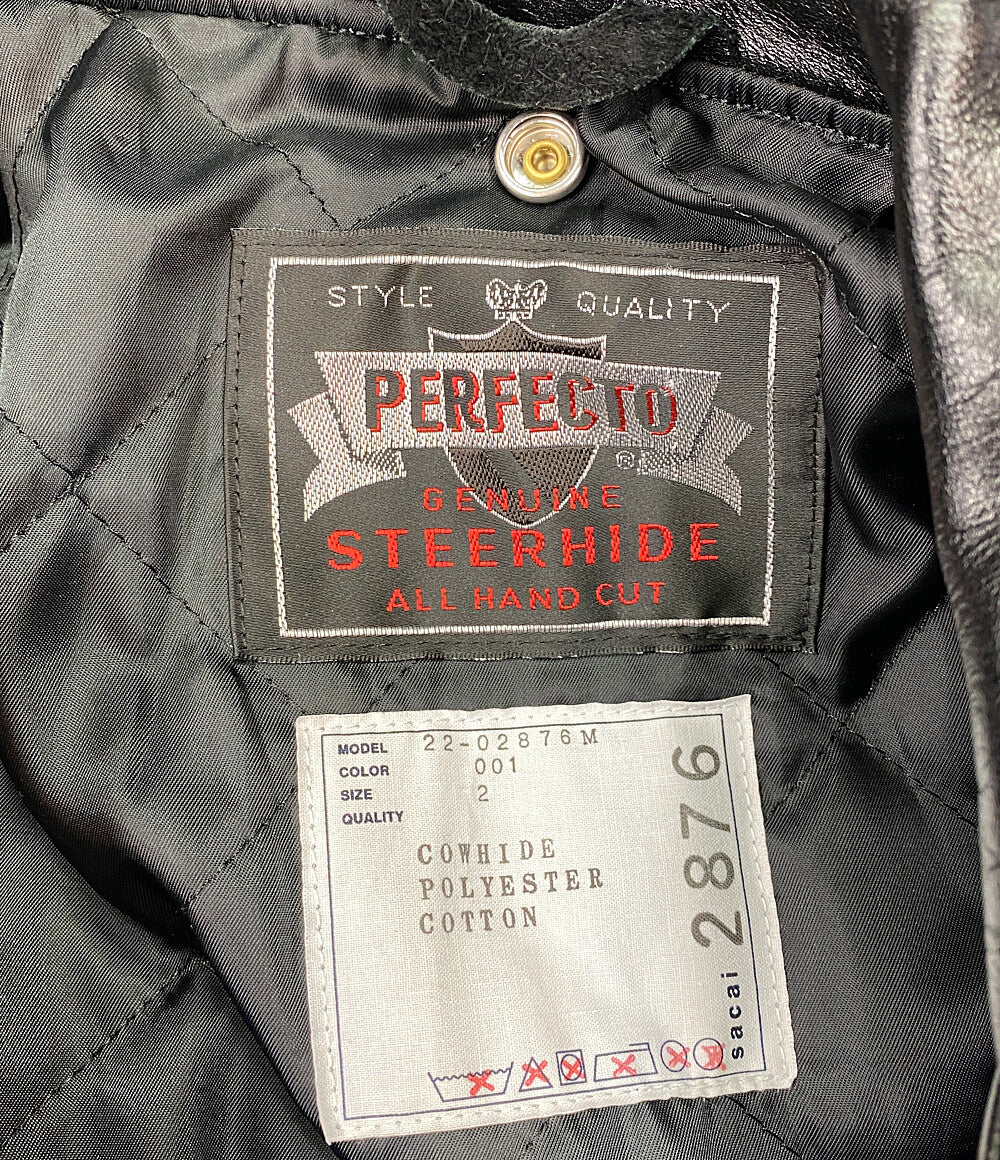 STYLE QUALITY
PERFECTO
®
GENUINE
STEERHIDE
ALL HAND CUT
MODEL 22-02876M
COLOR 001
SIZE 2
QUALITY
COWHIDE
POLYESTER
COTTON
sacai 2876